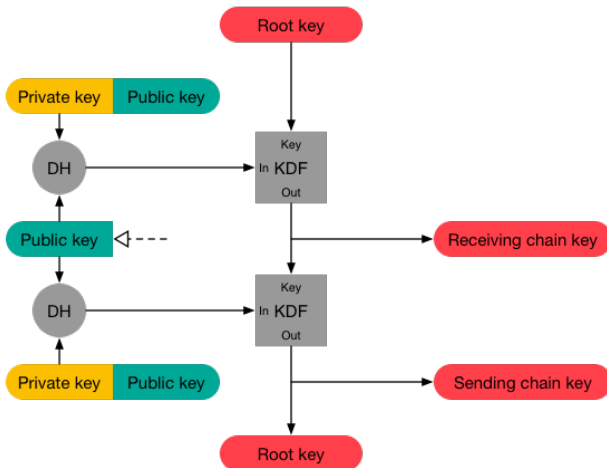 Root key
Private key Public key
Key
DH
In KDF
Out
Public key
Receiving chain key
Key
DH
In KDF
Out
Private key Public key
Sending chain key
Root key